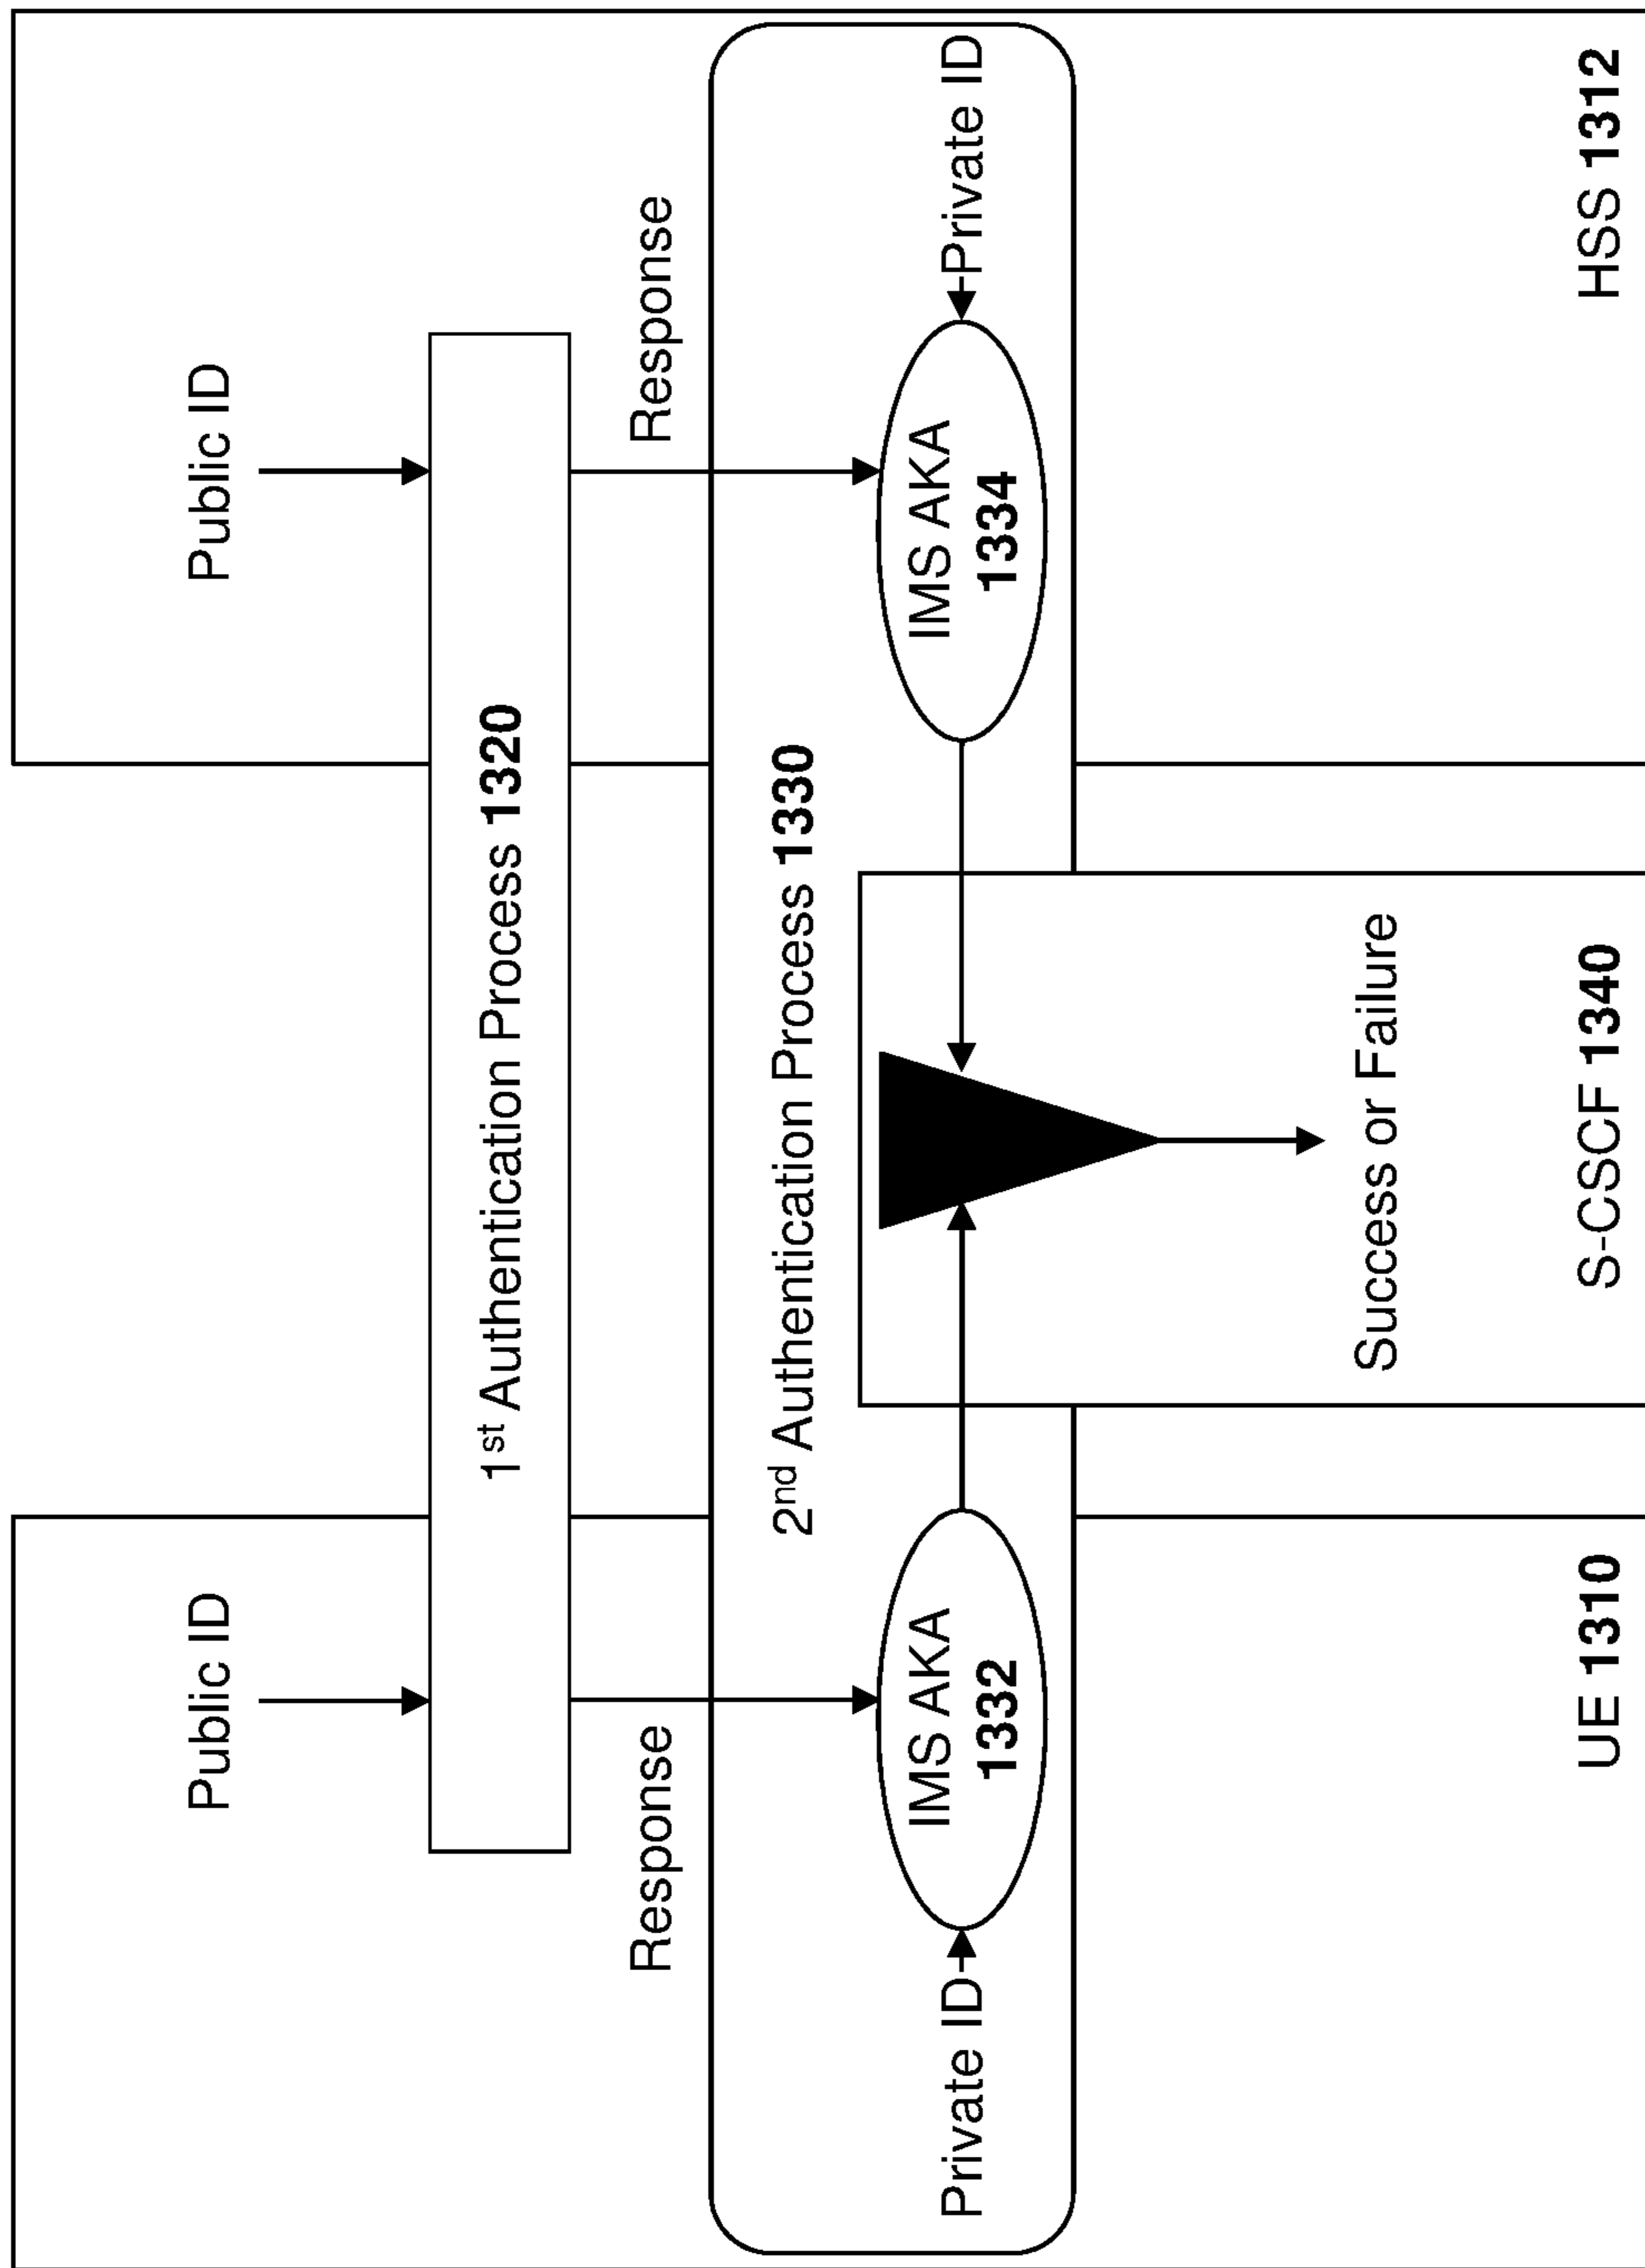 Public ID
Public ID
1st Authentication Process 1320
Response
Response
2nd Authentication Process 1330
Private ID
IMS AKA
1332
IMS AKA
1334
Private ID
Success or Failure
UE 1310
S-CSCF 1340
HSS 1312